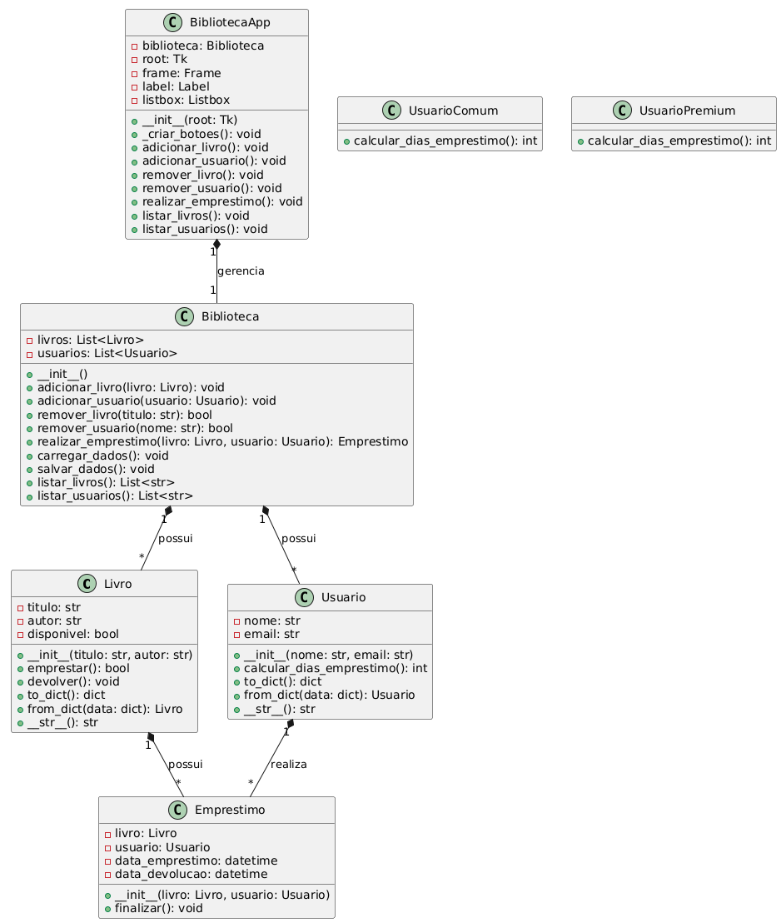 C BibliotecaApp
biblioteca: Biblioteca
root: Tk
frame: Frame
label: Label
listbox: Listbox
__init__(root: Tk)
_criar_botoes(): void
adicionar_livro(): void
adicionar_usuario(): void
remover_livro(): void
remover_usuario(): void
realizar_emprestimo(): void
listar_livros(): void
listar_usuarios(): void
C UsuarioComum
calcular_dias_emprestimo(): int
C UsuarioPremium
calcular_dias_emprestimo(): int
1
gerencia
1
C Biblioteca
livros: List<Livro>
usuarios: List<Usuario>
__init__()
adicionar_livro(livro: Livro): void
adicionar_usuario(usuario: Usuario): void
remover_livro(titulo: str): bool
remover_usuario(nome: str): bool
realizar_emprestimo(livro: Livro, usuario: Usuario): Emprestimo
carregar_dados(): void
salvar_dados(): void
listar_livros(): List<str>
listar_usuarios(): List<str>
1
possui
*
1
possui
*
C Livro
titulo: str
autor: str
disponivel: bool
__init__(titulo: str, autor: str)
emprestar(): bool
devolver(): void
to_dict(): dict
from_dict(data: dict): Livro
__str__(): str
C Usuario
nome: str
email: str
__init__(nome: str, email: str)
calcular_dias_emprestimo(): int
to_dict(): dict
from_dict(data: dict): Usuario
__str__(): str
1
possui
*
1
realiza
*
C Emprestimo
livro: Livro
usuario: Usuario
data_emprestimo: datetime
data_devolucao: datetime
__init__(livro: Livro, usuario: Usuario)
finalizar(): void